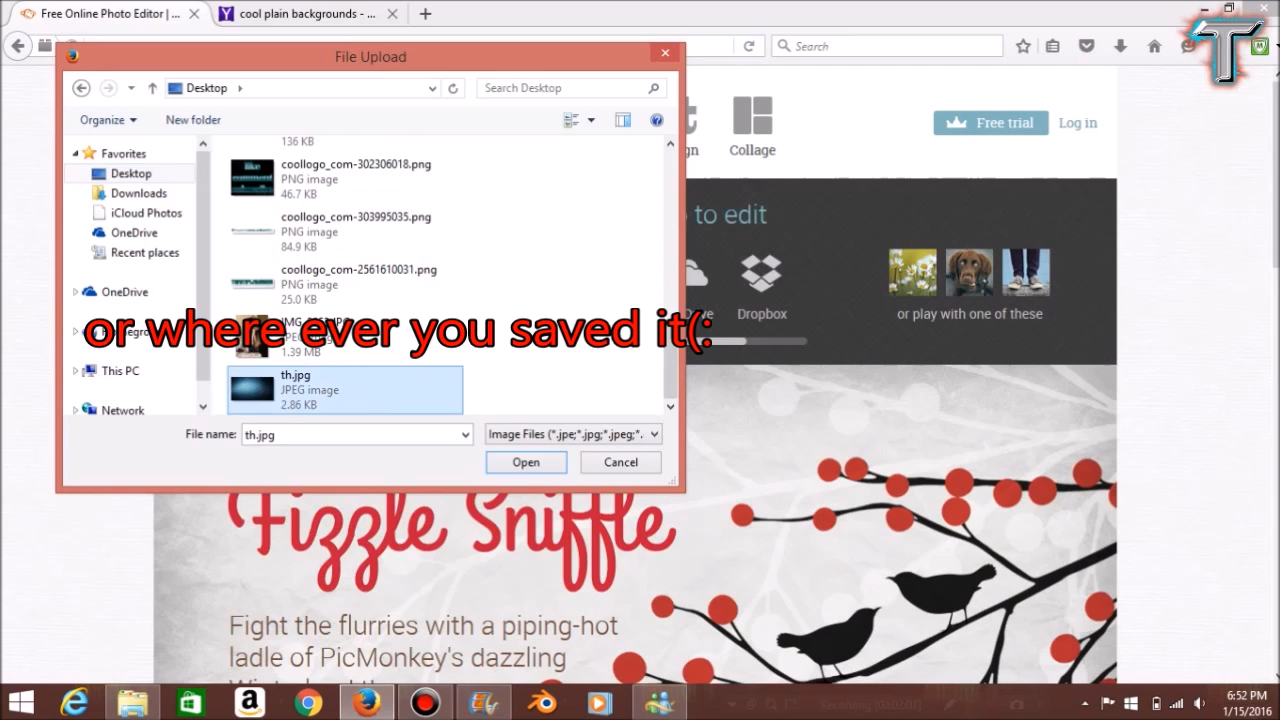 Free Online Photo Editor | ...
cool plain backgrounds - ...
Search
File Upload
Desktop
Search Desktop
Organize
New folder
Favorites
Desktop
Downloads
iCloud Photos
OneDrive
Recent places
OneDrive
This PC
Network
136 KB
coollogo_com-302306018.png
PNG image
46.7 KB
coollogo_com-303995035.png
PNG image
84.9 KB
coollogo_com-2561610031.png
PNG image
25.0 KB
1.39 MB
th.jpg
JPEG image
2.86 KB
File name:
th.jpg
Image Files (*.jpe;*.jpg;*.jpeg;*.
Open
Cancel
or where ever you saved it(:
T
Collage
Free trial
Log in
to edit
Dropbox
or play with one of these
Fizzle Sniffle
Fight the flurries with a piping-hot
ladle of PicMonkey's dazzling
6:52 PM
1/15/2016